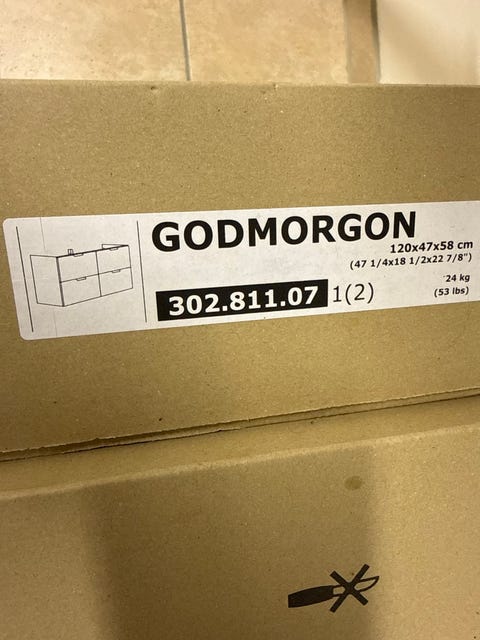 GODMORGON
120x47x58 cm
(47 1/4x18 1/2x22 7/8")
302.811.07 1(2)
24 kg
(53 lbs)